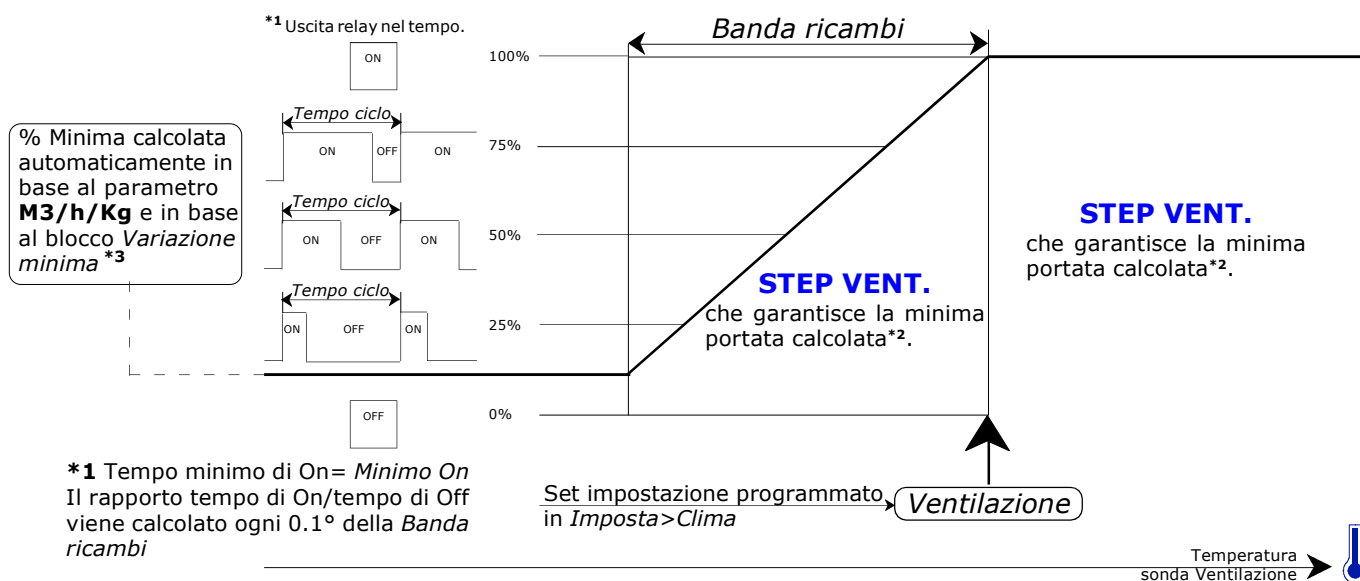 *1 Uscita relay nel tempo.
Banda ricambi
ON
100%
Tempo ciclo
ON
OFF
ON
75%
% Minima calcolata
automaticamente in
base al parametro
M3/h/Kg e in base
al blocco Variazione
minima *3
Tempo ciclo
ON
OFF
ON
50%
STEP VENT.
che garantisce la minima
portata calcolata*2.
STEP VENT.
che garantisce la minima
portata calcolata*2.
Tempo ciclo
ON
OFF
ON
25%
OFF
0%
*1 Tempo minimo di On= Minimo On
Il rapporto tempo di On/tempo di Off
viene calcolato ogni 0.1° della Banda
ricambi
Set impostazione programmato
in Imposta>Clima
Ventilazione
Temperatura
sonda Ventilazione